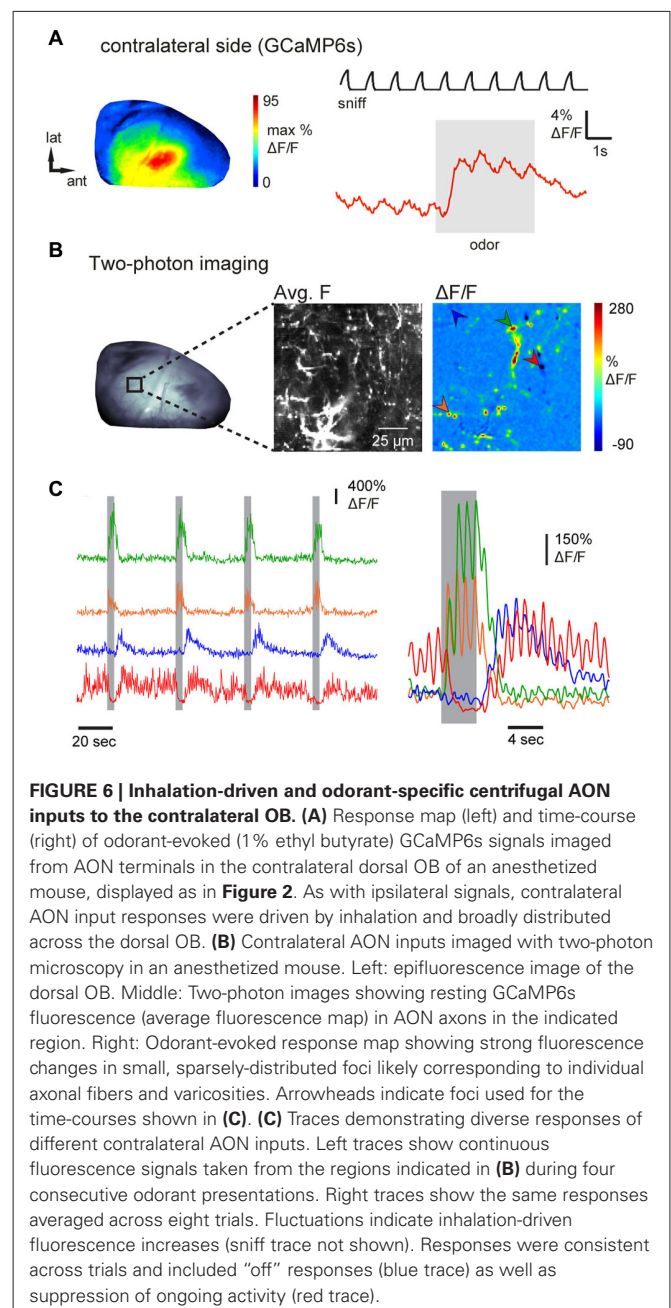 A
contralateral side (GCaMP6s)
95
max %
ΔF/F
0
lat
ant
sniff
4%
ΔF/F
1s
odor
B
Two-photon imaging
Avg. F
25 µm
ΔF/F
280
%
ΔF/F
-90
C
400%
ΔF/F
20 sec
150%
ΔF/F
4 sec
FIGURE 6 | Inhalation-driven and odorant-specific centrifugal AON
inputs to the contralateral OB. (A) Response map (left) and time-course
(right) of odorant-evoked (1% ethyl butyrate) GCaMP6s signals imaged
from AON terminals in the contralateral dorsal OB of an anesthetized
mouse, displayed as in Figure 2. As with ipsilateral signals, contralateral
AON input responses were driven by inhalation and broadly distributed
across the dorsal OB. (B) Contralateral AON inputs imaged with two-photon
microscopy in an anesthetized mouse. Left: epifluorescence image of the
dorsal OB. Middle: Two-photon images showing resting GCaMP6s
fluorescence (average fluorescence map) in AON axons in the indicated
region. Right: Odorant-evoked response map showing strong fluorescence
changes in small, sparsely-distributed foci likely corresponding to individual
axonal fibers and varicosities. Arrowheads indicate foci used for the
time-courses shown in (C). (C) Traces demonstrating diverse responses of
different contralateral AON inputs. Left traces show continuous
fluorescence signals taken from the regions indicated in (B) during four
consecutive odorant presentations. Right traces show the same responses
averaged across eight trials. Fluctuations indicate inhalation-driven
fluorescence increases (sniff trace not shown). Responses were consistent
across trials and included “off” responses (blue trace) as well as
suppression of ongoing activity (red trace).